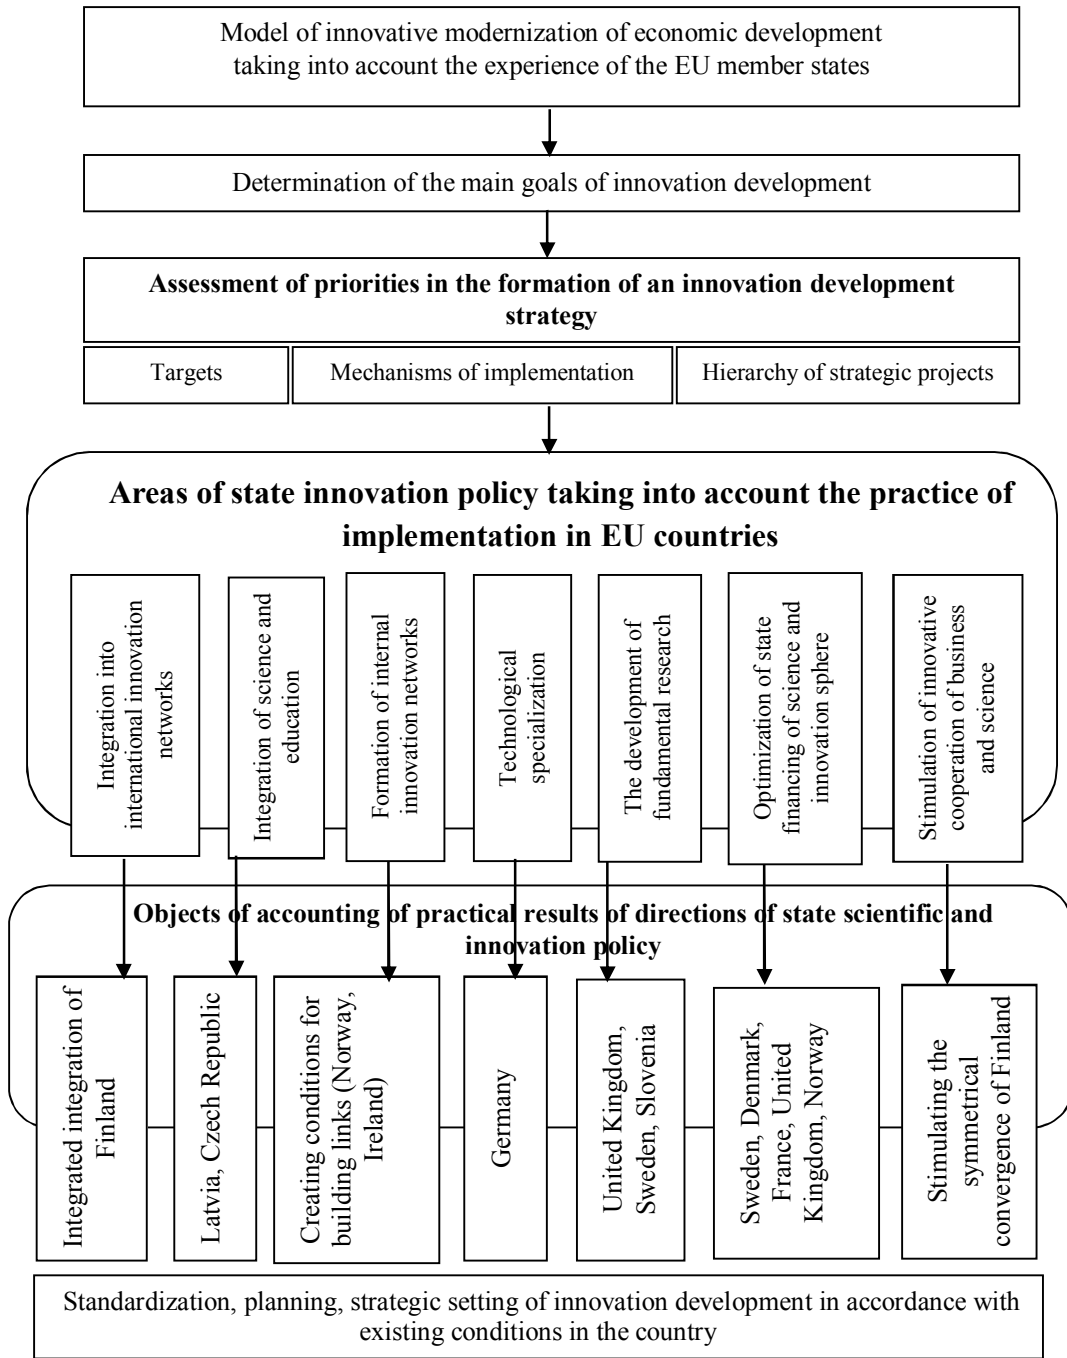 Model of innovative modernization of economic development
taking into account the experience of the EU member states
Determination of the main goals of innovation development
Assessment of priorities in the formation of an innovation development
strategy
Targets
Mechanisms of implementation
Hierarchy of strategic projects
Areas of state innovation policy taking into account the practice of
implementation in EU countries
Integration into
international innovation
networks
Integration of science and
education
Formation of internal
innovation networks
Technological
specialization
The development of
fundamental research
Optimization of state
financing of science and
innovation sphere
Stimulation of innovative
cooperation of business
and science
Objects of accounting of practical results of directions of state scientific and
innovation policy
Integrated integration of
Finland
Latvia, Czech Republic
Creating conditions for
building links (Norway,
Ireland)
Germany
United Kingdom,
Sweden, Slovenia
Sweden, Denmark,
France, United
Kingdom, Norway
Stimulating the
symmetrical
convergence of Finland
Standardization, planning, strategic setting of innovation development in accordance with
existing conditions in the country